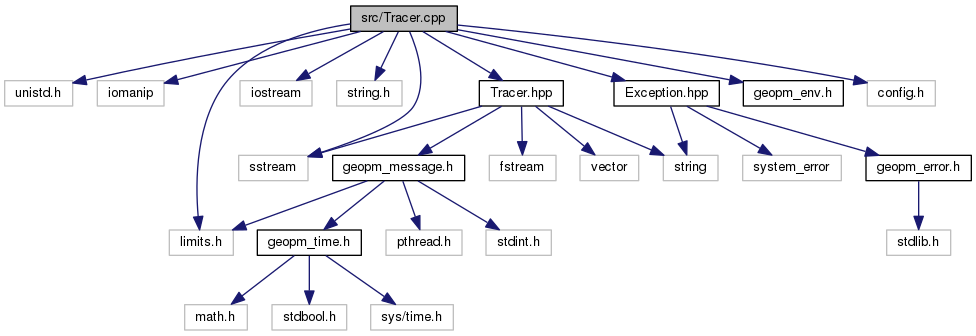 src/Tracer.cpp
unistd.h
iomanip
iostream
string.h
Tracer.hpp
Exception.hpp
geopm_env.h
config.h
sstream
geopm_message.h
fstream
vector
string
system_error
geopm_error.h
limits.h
geopm_time.h
pthread.h
stdint.h
stdlib.h
math.h
stdbool.h
sys/time.h